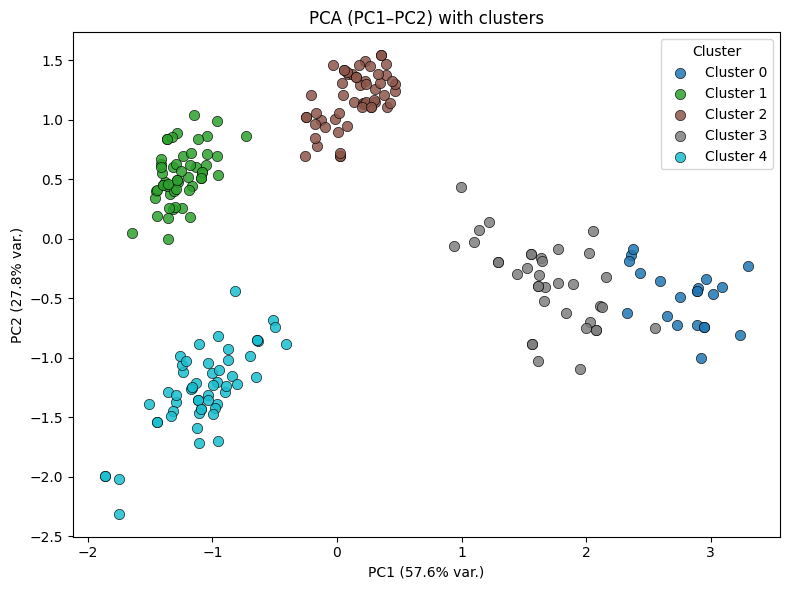 PCA (PC1–PC2) with clusters
Cluster
Cluster 0
Cluster 1
Cluster 2
Cluster 3
Cluster 4
1.5
1.0
0.5
0.0
−0.5
−1.0
−1.5
−2.0
−2.5
PC2 (27.8% var.)
−2
−1
0
1
2
3
PC1 (57.6% var.)